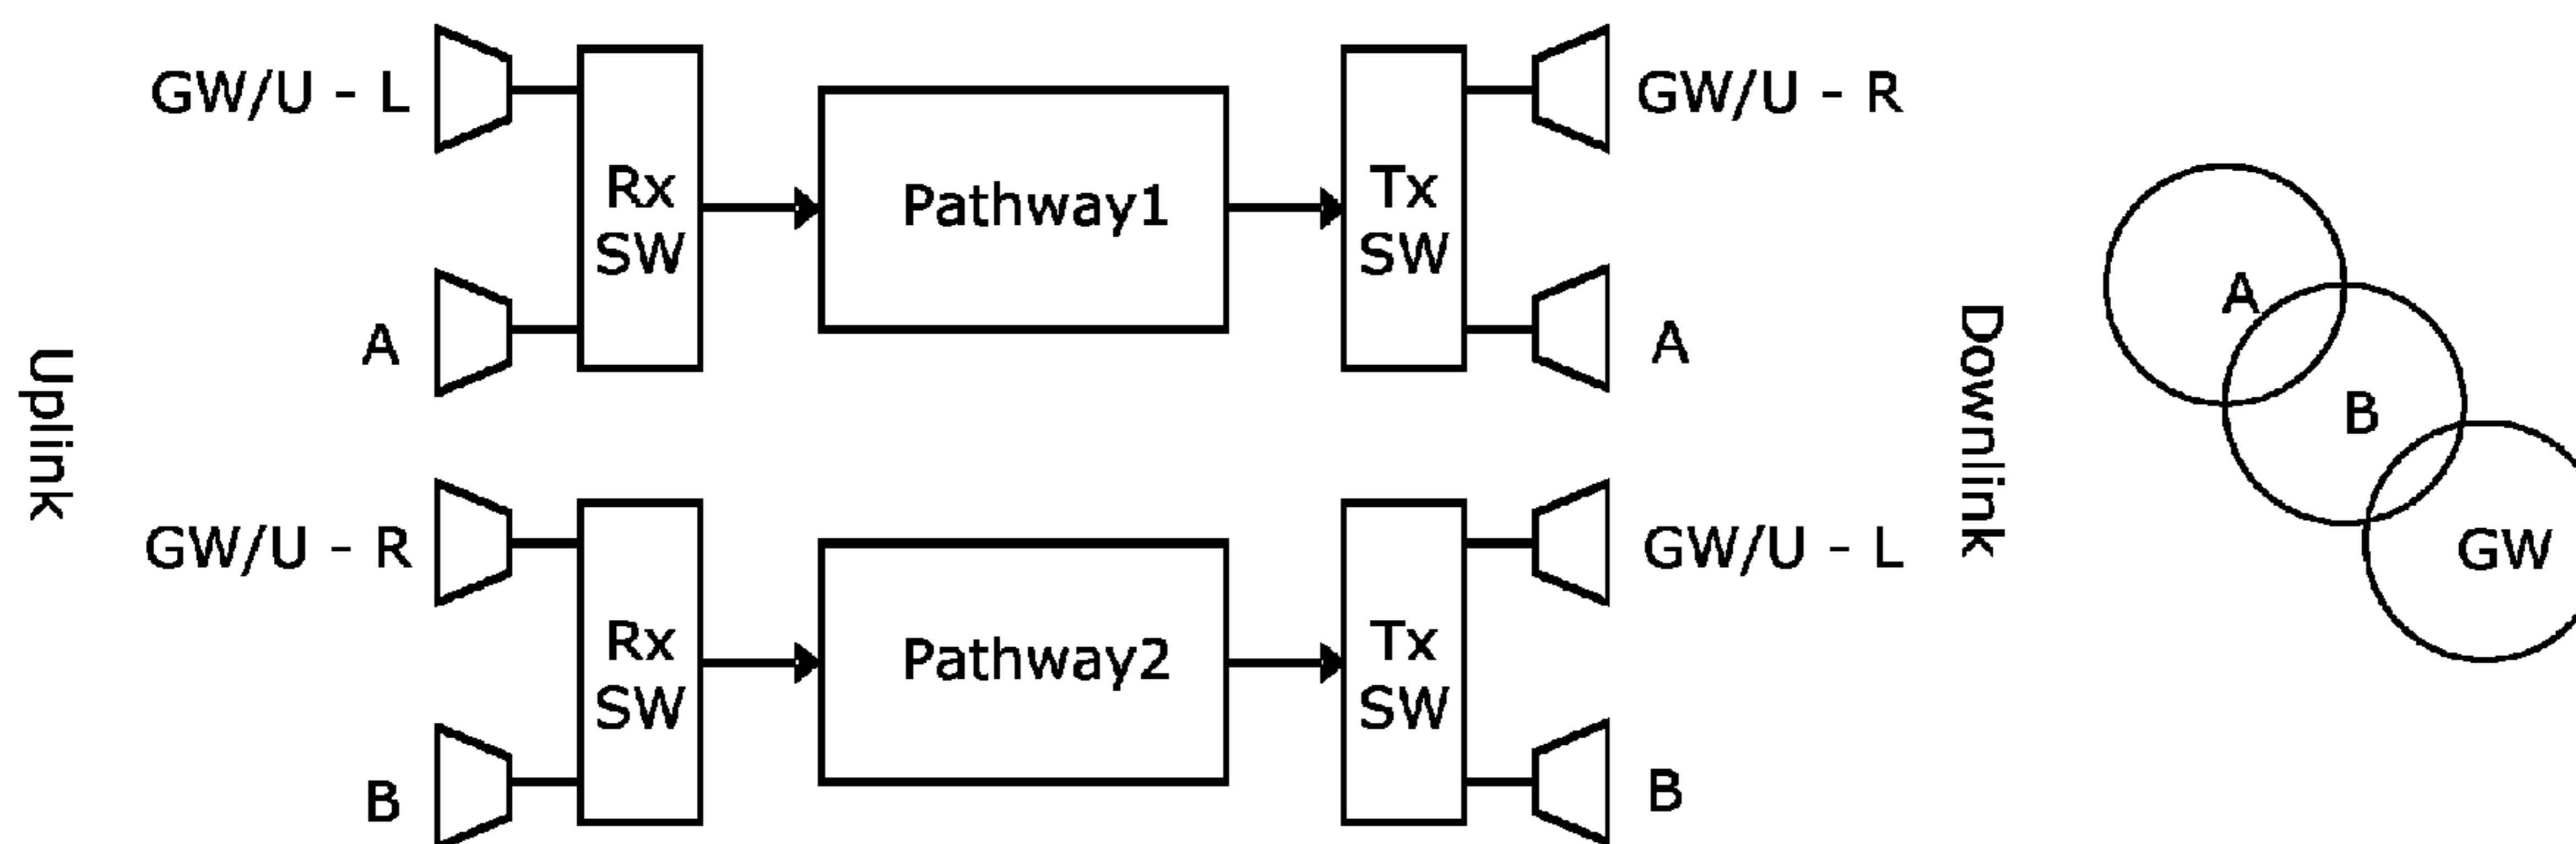 GW/U - L
Rx
SW
Pathway1
Tx
SW
GW/U - R
A
A
Uplink
Downlink
A
B
GW
GW/U - R
Rx
SW
Pathway2
Tx
SW
GW/U - L
B
B